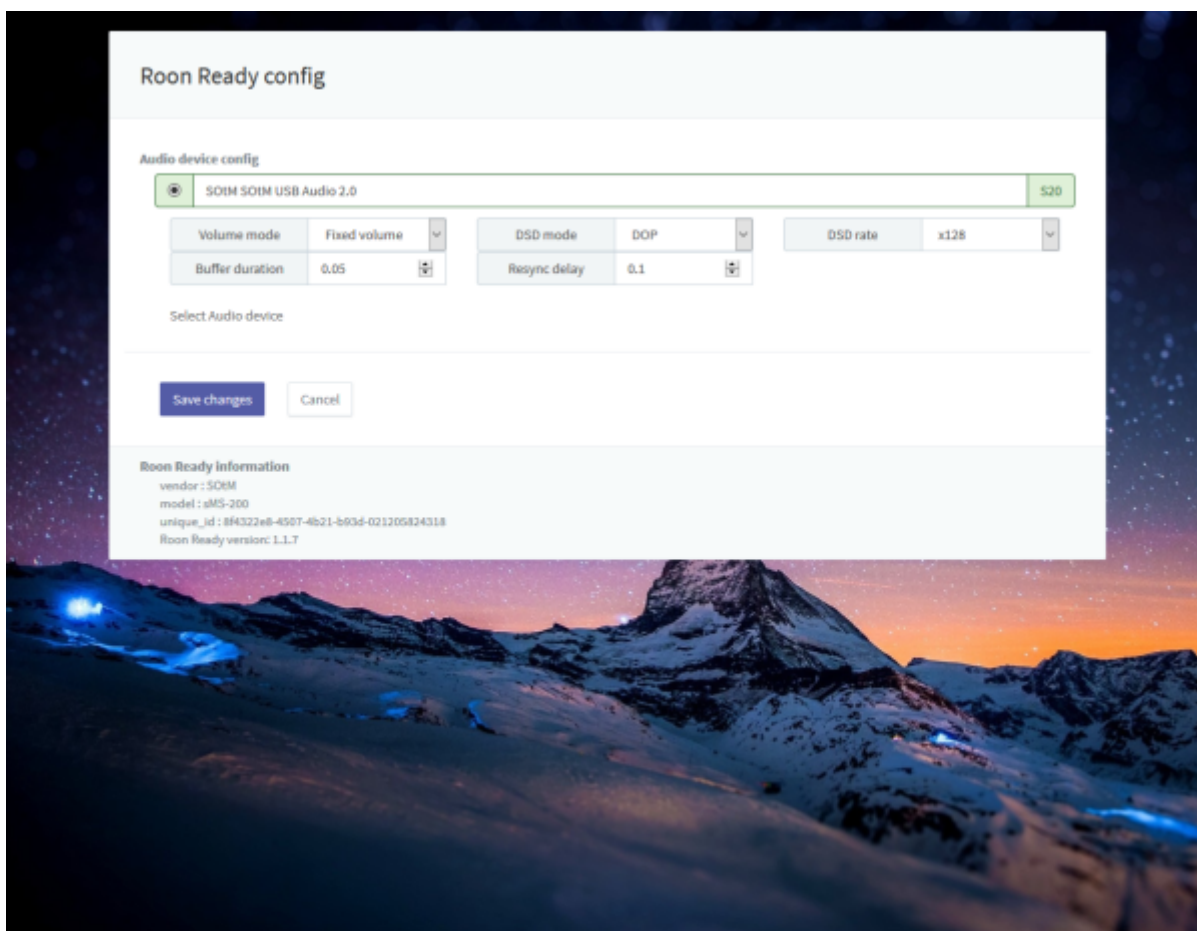 Roon Ready config
Audio device config
SOtM SOtM USB Audio 2.0 S20
Volume mode Fixed volume DSD mode DOP DSD rate x128
Buffer duration 0.05 Resync delay 0.1
Select Audio device
Save changes Cancel
Roon Ready information
vendor : SOtM
model : sMS-200
unique_id : 8f4322e8-4507-4b21-b93d-021205824318
Roon Ready version: 1.1.7